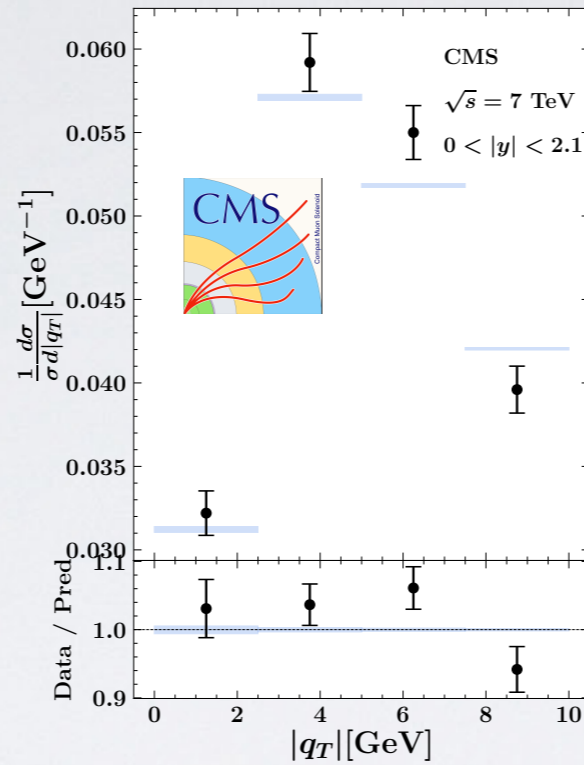 0.060
0.055
0.050
0.045
0.040
0.035
0.030
1/σ dσ/d|q_T| [GeV⁻¹]
CMS
√s = 7 TeV
0 < |y| < 2.1
CMS
Compact Muon Solenoid
1.1
1.0
0.9
Data / Pred
0 2 4 6 8 10
|q_T|[GeV]